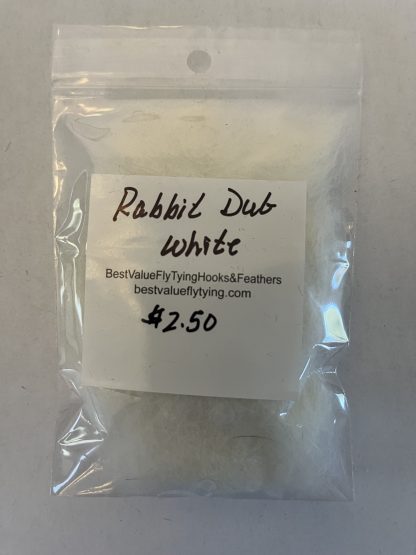 Rabbit Dub
White
BestValueFlyTyingHooks&Feathers
bestvalueflytying.com
$2.50